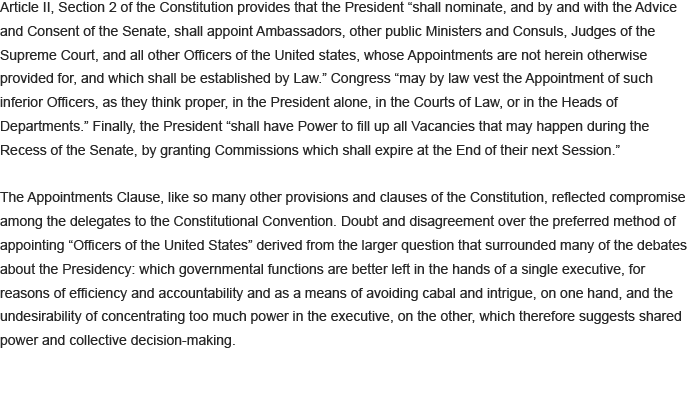 Article II, Section 2 of the Constitution provides that the President “shall nominate, and by and with the Advice
and Consent of the Senate, shall appoint Ambassadors, other public Ministers and Consuls, Judges of the
Supreme Court, and all other Officers of the United states, whose Appointments are not herein otherwise
provided for, and which shall be established by Law.” Congress “may by law vest the Appointment of such
inferior Officers, as they think proper, in the President alone, in the Courts of Law, or in the Heads of
Departments.” Finally, the President “shall have Power to fill up all Vacancies that may happen during the
Recess of the Senate, by granting Commissions which shall expire at the End of their next Session.”

The Appointments Clause, like so many other provisions and clauses of the Constitution, reflected compromise
among the delegates to the Constitutional Convention. Doubt and disagreement over the preferred method of
appointing “Officers of the United States” derived from the larger question that surrounded many of the debates
about the Presidency: which governmental functions are better left in the hands of a single executive, for
reasons of efficiency and accountability and as a means of avoiding cabal and intrigue, on one hand, and the
undesirability of concentrating too much power in the executive, on the other, which therefore suggests shared
power and collective decision-making.